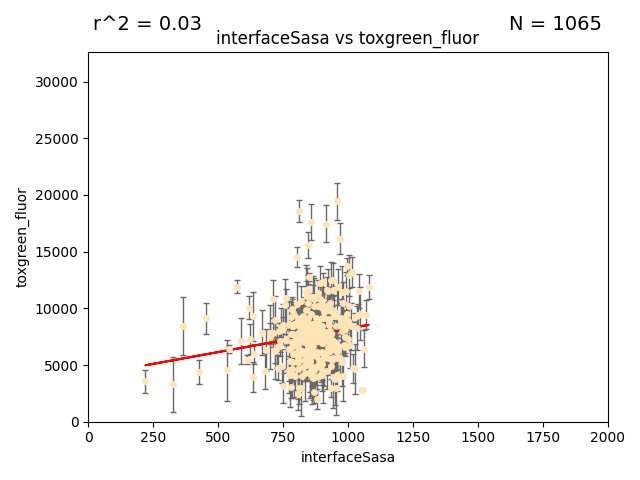 r^2 = 0.03
N = 1065
interfaceSasa vs toxgreen_fluor
30000
25000
20000
15000
10000
5000
0
toxgreen_fluor
0 250 500 750 1000 1250 1500 1750 2000
interfaceSasa